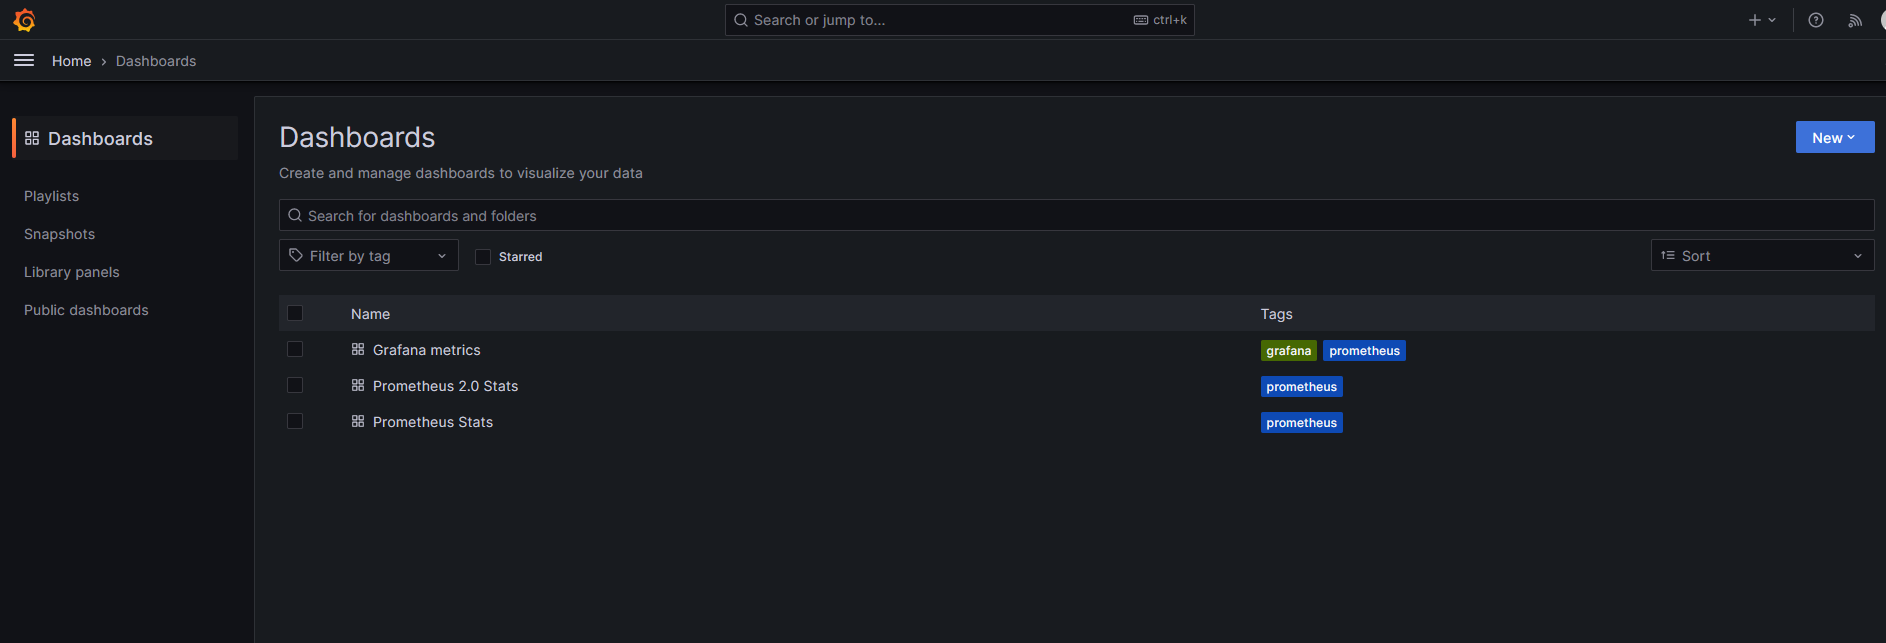 Search or jump to... ctrl+k
Home › Dashboards
Dashboards
Playlists
Snapshots
Library panels
Public dashboards
Dashboards
New
Create and manage dashboards to visualize your data
Search for dashboards and folders
Filter by tag Starred Sort
Name Tags
Grafana metrics grafana prometheus
Prometheus 2.0 Stats prometheus
Prometheus Stats prometheus